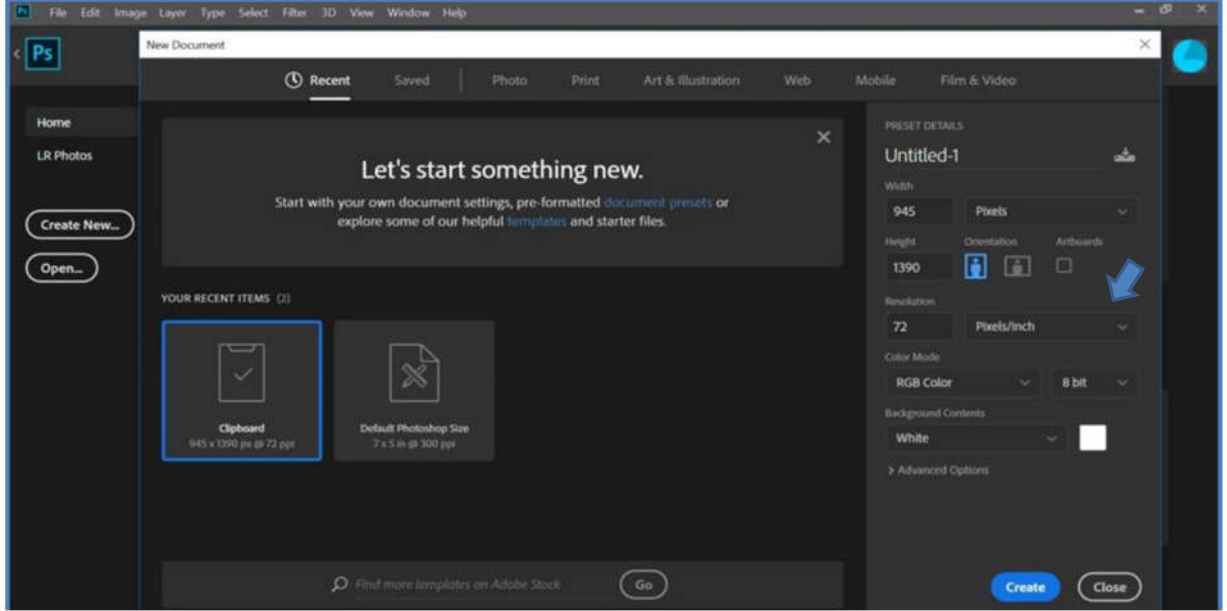 Ps File Edit Image Layer Type Select Filter 3D View Window Help
Ps
New Document
Recent Saved Photo Print Art & Illustration Web Mobile Film & Video
Home
LR Photos
Create New...
Open...
Let's start something new.
Start with your own document settings, pre-formatted document presets or
explore some of our helpful templates and starter files.
YOUR RECENT ITEMS (2)
Clipboard
945 x 1390 px @ 72 ppi
Default Photoshop Size
7 x 5 in @ 300 ppi
Find more templates on Adobe Stock Go
PRESET DETAILS
Untitled-1
Width
945 Pixels
Height Orientation Artboards
1390
Resolution
72 Pixels/Inch
Color Mode
RGB Color 8 bit
Background Contents
White
Advanced Options
Create Close